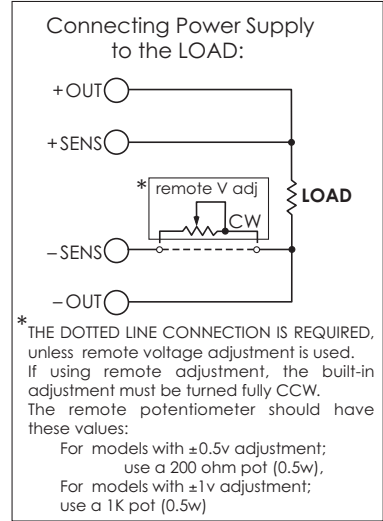 Connecting Power Supply
to the LOAD:
+OUT
+SENS
* remote V adj
CW
LOAD
–SENS
–OUT
*THE DOTTED LINE CONNECTION IS REQUIRED,
unless remote voltage adjustment is used.
If using remote adjustment, the built-in
adjustment must be turned fully CCW.
The remote potentiometer should have
these values:
For models with ±0.5v adjustment;
use a 200 ohm pot (0.5w),
For models with ±1v adjustment;
use a 1K pot (0.5w)